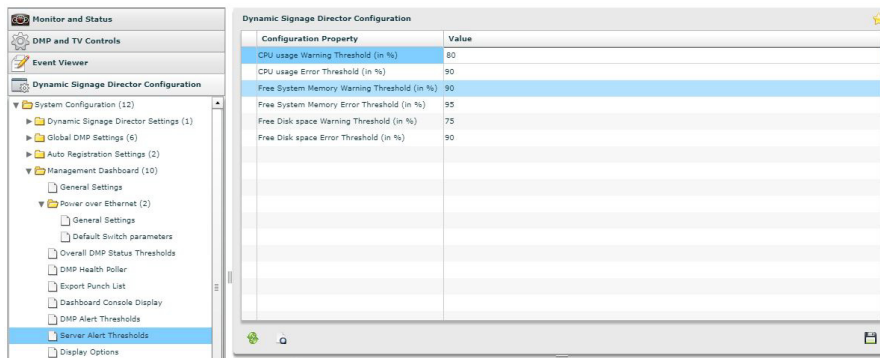 Monitor and Status
DMP and TV Controls
Event Viewer
Dynamic Signage Director Configuration
System Configuration (12)
Dynamic Signage Director Settings (1)
Global DMP Settings (6)
Auto Registration Settings (2)
Management Dashboard (10)
General Settings
Power over Ethernet (2)
General Settings
Default Switch parameters
Overall DMP Status Thresholds
DMP Health Poller
Export Punch List
Dashboard Console Display
DMP Alert Thresholds
Server Alert Thresholds
Display Options
Dynamic Signage Director Configuration
Configuration Property Value
CPU usage Warning Threshold (in %) 80
CPU usage Error Threshold (in %) 90
Free System Memory Warning Threshold (in %) 90
Free System Memory Error Threshold (in %) 95
Free Disk space Warning Threshold (in %) 75
Free Disk space Error Threshold (in %) 90